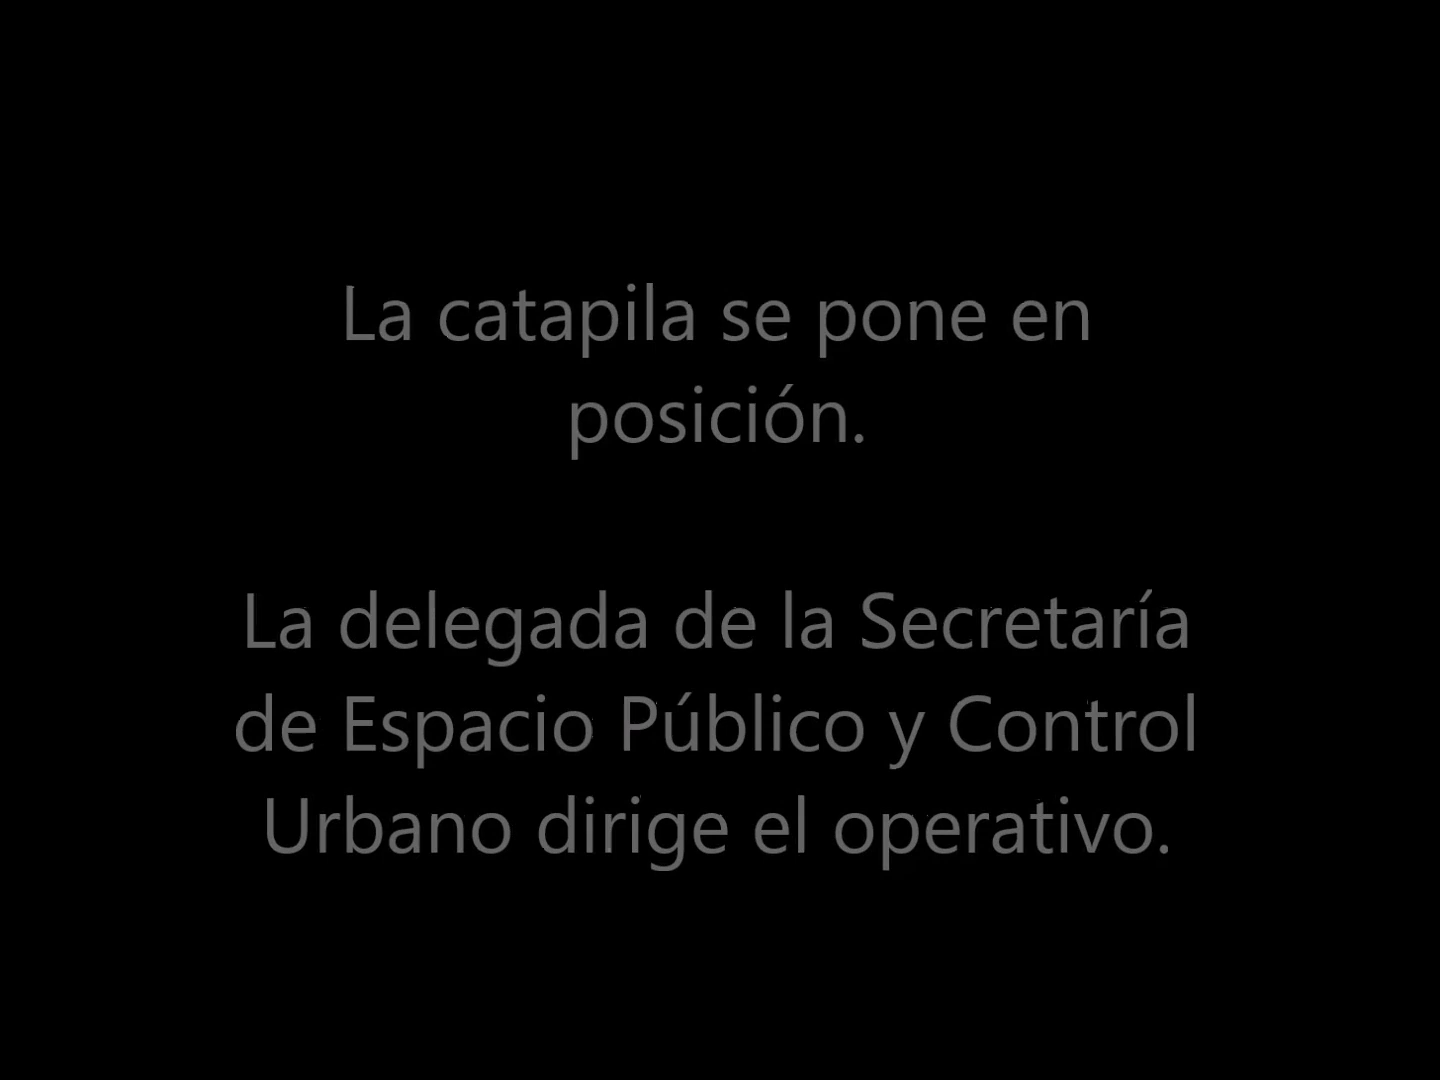 La catapila se pone en
posición.
La delegada de la Secretaría
de Espacio Público y Control
Urbano dirige el operativo.